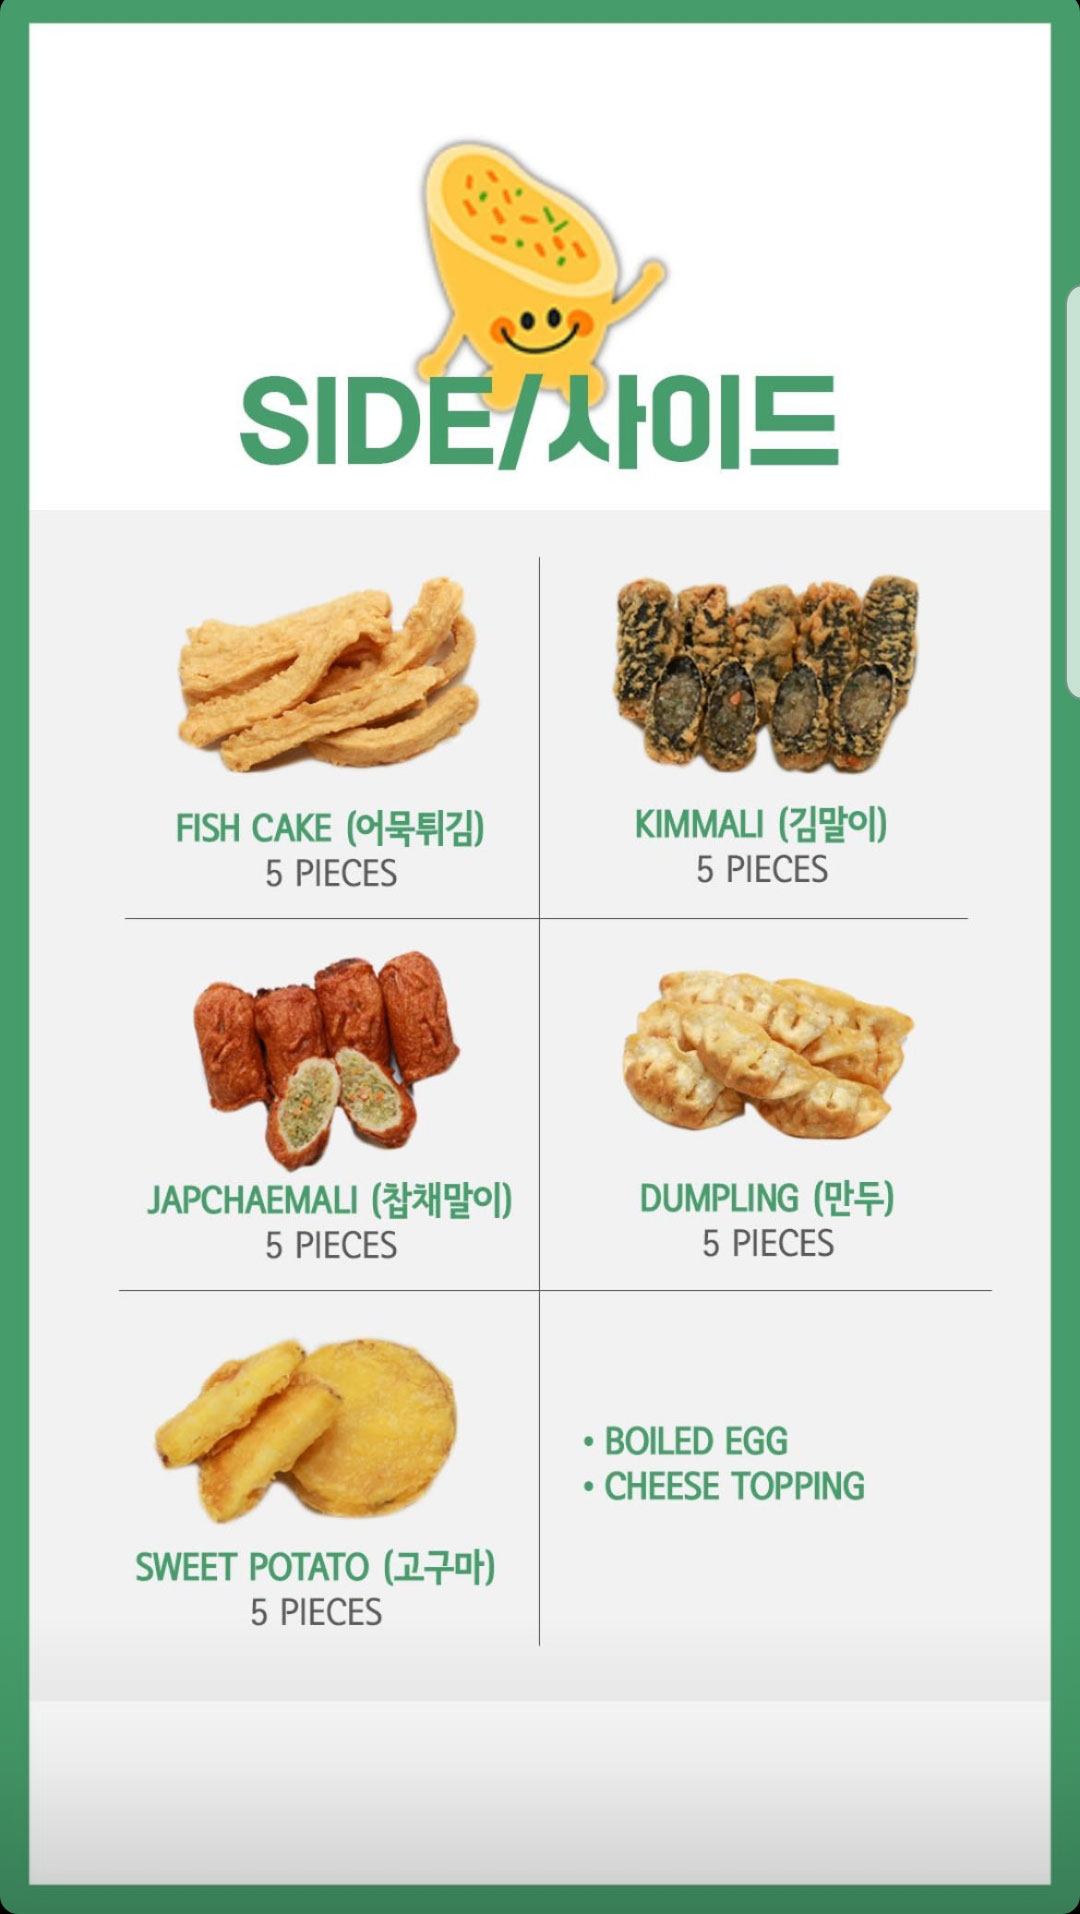 SIDE/사이드
FISH CAKE (어묵튀김)
5 PIECES
KIMMALI (김말이)
5 PIECES
JAPCHAEMALI (찹채말이)
5 PIECES
DUMPLING (만두)
5 PIECES
SWEET POTATO (고구마)
5 PIECES
• BOILED EGG
• CHEESE TOPPING